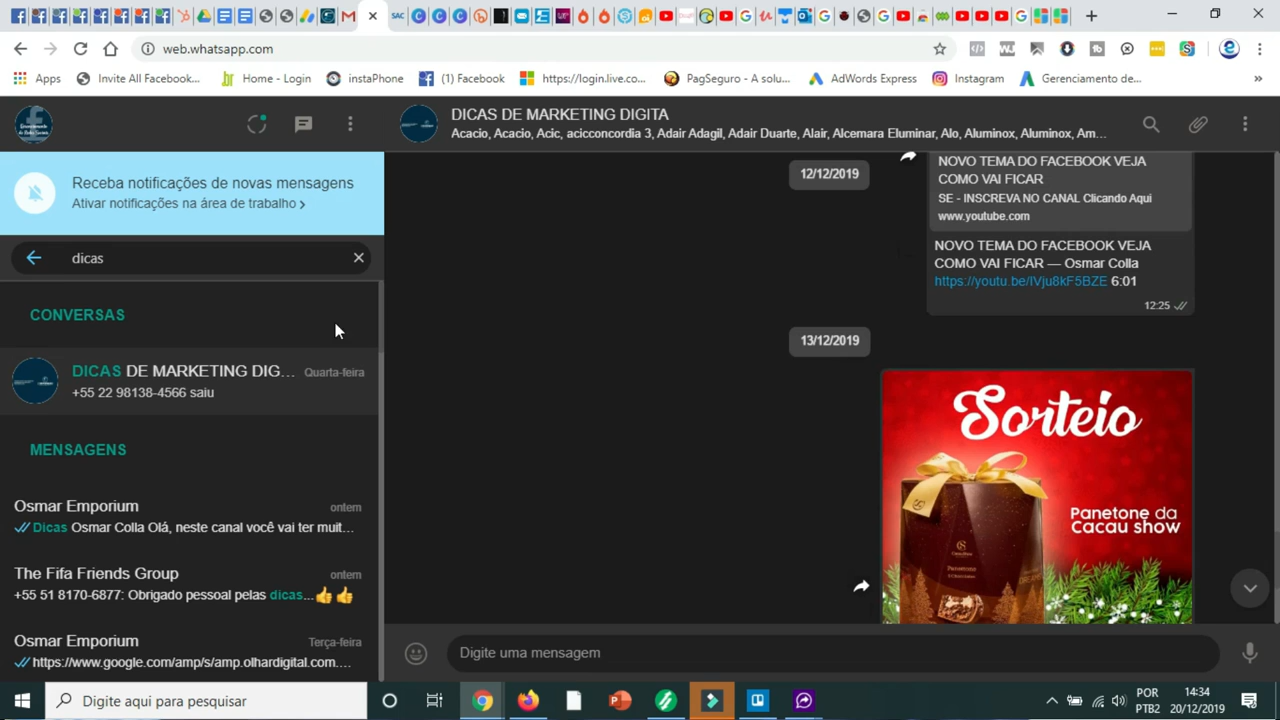 SAC
web.whatsapp.com
Apps
Invite All Facebook...
Home - Login
instaPhone
(1) Facebook
https://login.live.co...
PagSeguro - A solu...
AdWords Express
Instagram
Gerenciamento de...
»
DICAS DE MARKETING DIGITA
Acacio, Acacio, Acic, acicconcordia 3, Adair Adagil, Adair Duarte, Alair, Alcemara Eluminar, Alo, Aluminox, Aluminox, Am...
Receba notificações de novas mensagens
Ativar notificações na área de trabalho >
dicas
CONVERSAS
DICAS DE MARKETING DIG...
Quarta-feira
+55 22 98138-4566 saiu
MENSAGENS
Osmar Emporium
ontem
Dicas Osmar Colla Olá, neste canal você vai ter muit...
The Fifa Friends Group
ontem
+55 51 8170-6877: Obrigado pessoal pelas dicas...👍👍
Osmar Emporium
Terça-feira
https://www.google.com/amp/s/amp.olhardigital.com....
12/12/2019
NOVO TEMA DO FACEBOOK VEJA
COMO VAI FICAR
SE - INSCREVA NO CANAL Clicando Aqui
www.youtube.com
NOVO TEMA DO FACEBOOK VEJA
COMO VAI FICAR — Osmar Colla
https://youtu.be/IVju8kF5BZE 6:01
12:25
13/12/2019
Sorteio
Panetone da
Cacau show
Digite uma mensagem
Digite aqui para pesquisar
POR
PTB2
14:34
20/12/2019